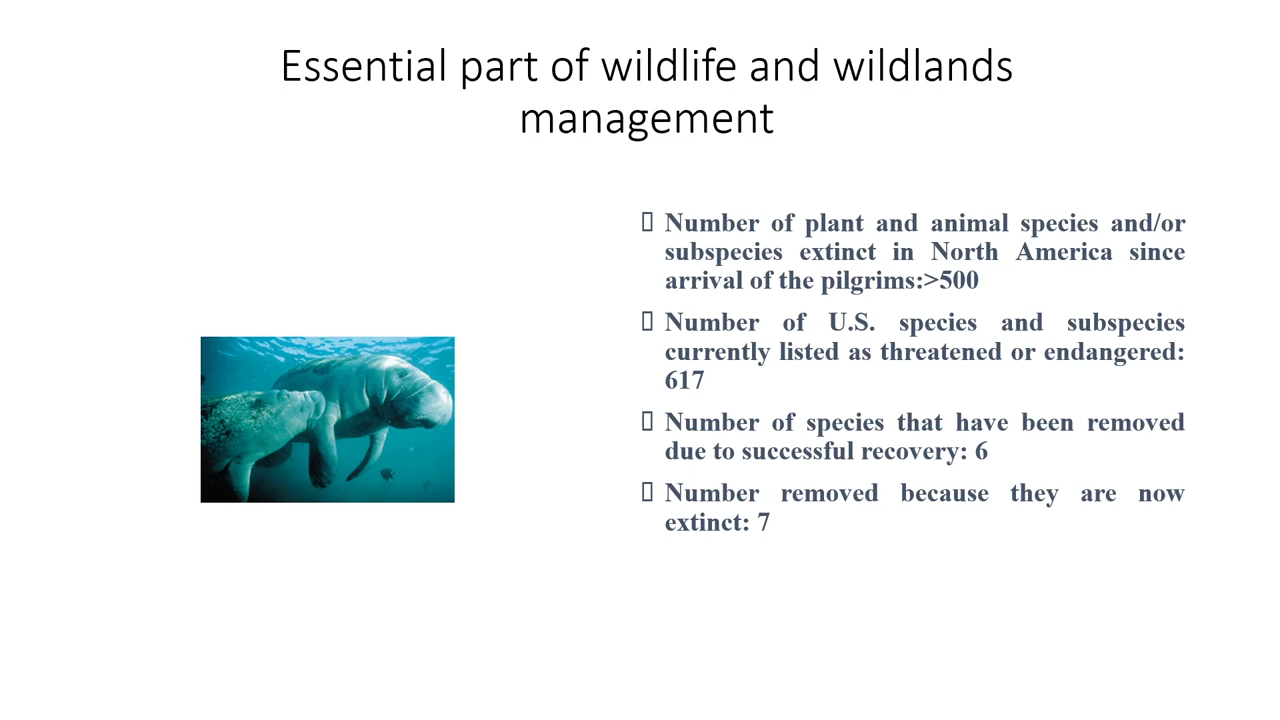 Essential part of wildlife and wildlands
management
Number of plant and animal species and/or
subspecies extinct in North America since
arrival of the pilgrims:>500
Number of U.S. species and subspecies
currently listed as threatened or endangered:
617
Number of species that have been removed
due to successful recovery: 6
Number removed because they are now
extinct: 7